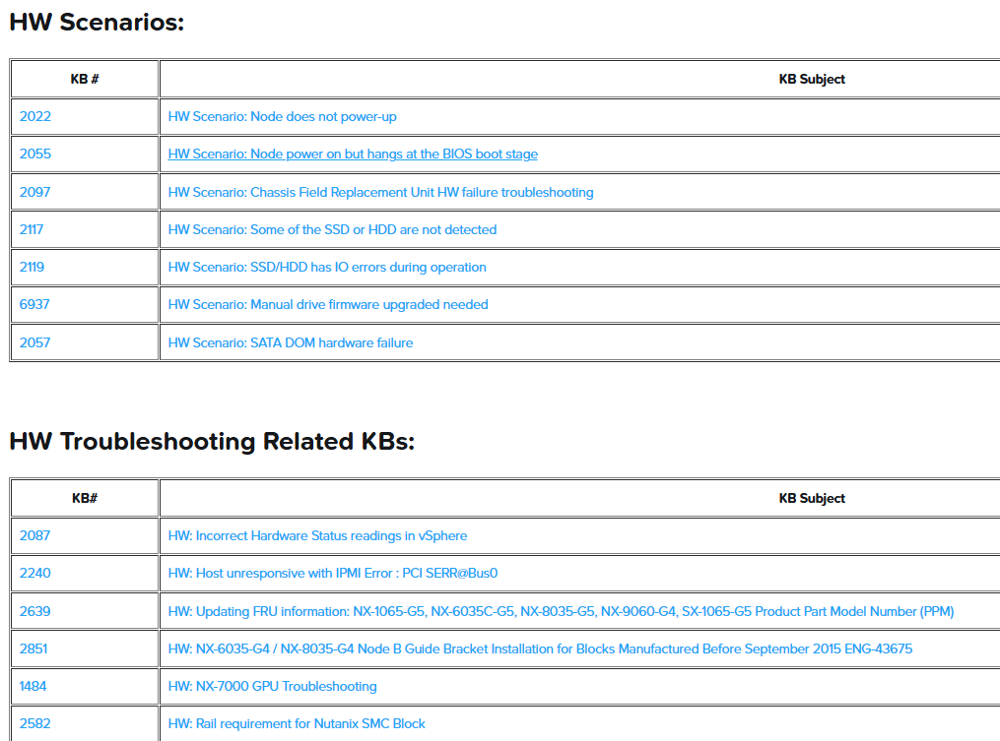 HW Scenarios:
KB # KB Subject
2022 HW Scenario: Node does not power-up
2055 HW Scenario: Node power on but hangs at the BIOS boot stage
2097 HW Scenario: Chassis Field Replacement Unit HW failure troubleshooting
2117 HW Scenario: Some of the SSD or HDD are not detected
2119 HW Scenario: SSD/HDD has IO errors during operation
6937 HW Scenario: Manual drive firmware upgraded needed
2057 HW Scenario: SATA DOM hardware failure
HW Troubleshooting Related KBs:
KB# KB Subject
2087 HW: Incorrect Hardware Status readings in vSphere
2240 HW: Host unresponsive with IPMI Error : PCI SERR@Bus0
2639 HW: Updating FRU information: NX-1065-G5, NX-6035C-G5, NX-8035-G5, NX-9060-G4, SX-1065-G5 Product Part Model Number (PPM)
2851 HW: NX-6035-G4 / NX-8035-G4 Node B Guide Bracket Installation for Blocks Manufactured Before September 2015 ENG-43675
1484 HW: NX-7000 GPU Troubleshooting
2582 HW: Rail requirement for Nutanix SMC Block